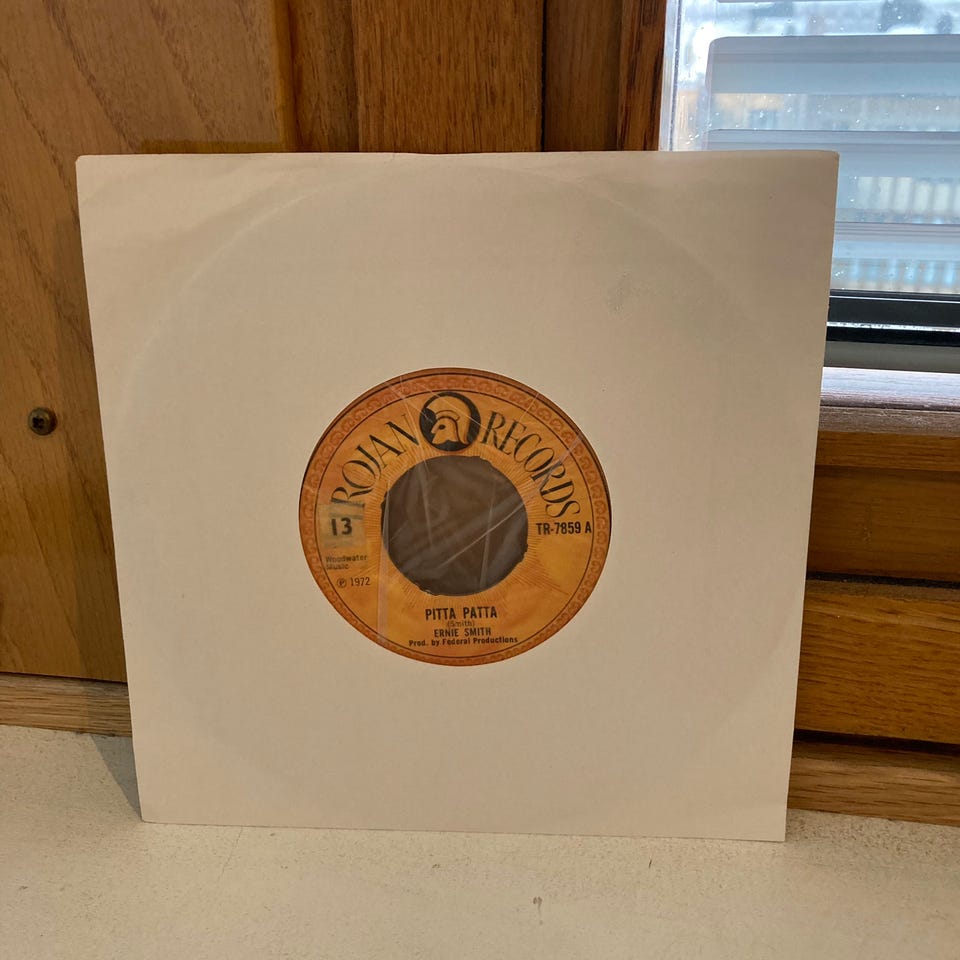 TROJAN RECORDS
13
TR-7859 A
Woodwater
Music
℗ 1972
PITTA PATTA
(Smith)
ERNIE SMITH
Prod. by Federal Productions